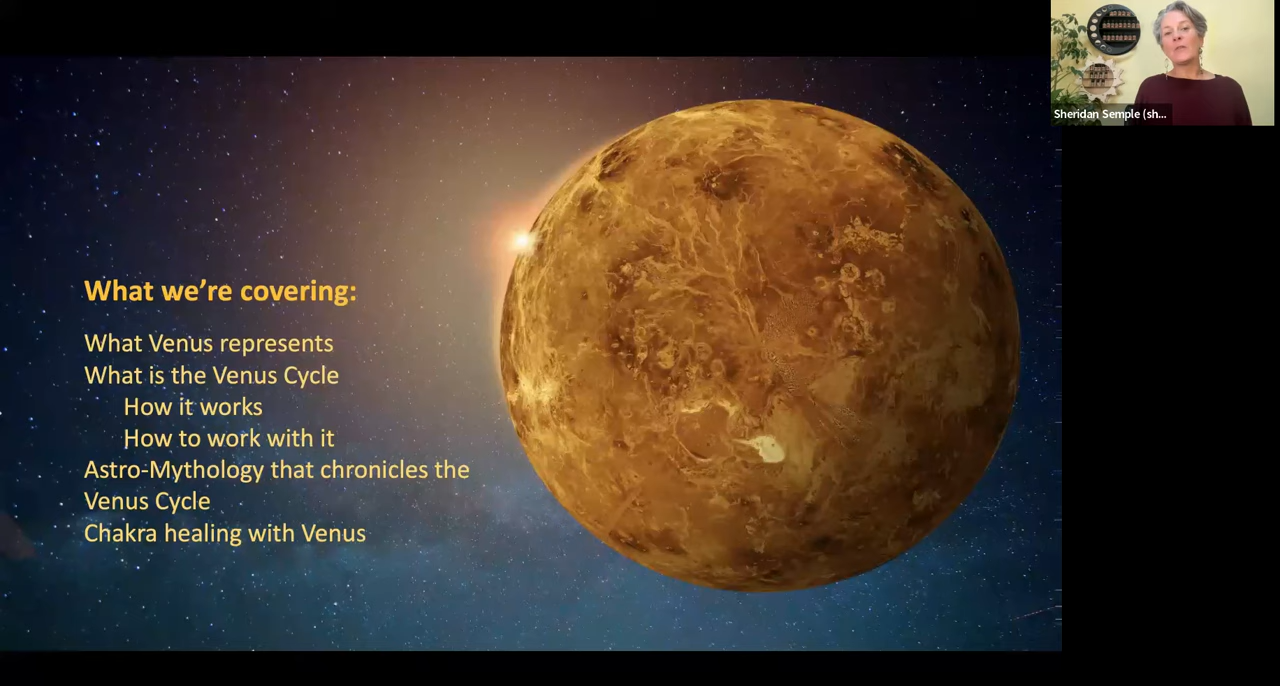 What we’re covering:
What Venus represents
What is the Venus Cycle
How it works
How to work with it
Astro-Mythology that chronicles the
Venus Cycle
Chakra healing with Venus
Sheridan Semple (sh...